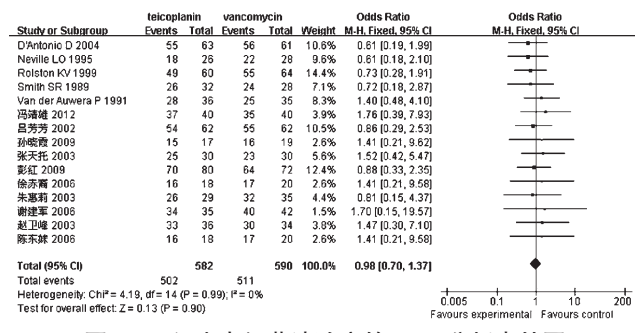 teicoplanin vancomycin Odds Ratio Odds Ratio
Study or Subgroup Events Total Events Total Weight M-H, Fixed, 95% CI M-H, Fixed, 95% CI
D'Antonio D 2004 55 63 56 61 10.6% 0.61 [0.19, 1.99]
Neville LO 1995 18 26 22 28 9.6% 0.61 [0.18, 2.10]
Rolston KV 1999 49 60 55 64 14.4% 0.73 [0.28, 1.91]
Smith SR 1989 26 32 24 28 7.2% 0.72 [0.18, 2.87]
Van der Auwera P 1991 28 36 25 35 8.5% 1.40 [0.48, 4.10]
冯靖雄 2012 37 40 35 40 3.7% 1.76 [0.39, 7.93]
吕芳芳 2002 54 62 55 62 10.3% 0.86 [0.29, 2.53]
孙晓霞 2009 15 17 16 19 2.5% 1.41 [0.21, 9.62]
张天托 2003 25 30 23 30 5.6% 1.52 [0.42, 5.47]
彭红 2009 70 80 64 72 12.9% 0.88 [0.33, 2.35]
徐赤裔 2006 16 18 17 20 2.5% 1.41 [0.21, 9.58]
朱惠莉 2003 26 29 32 35 4.2% 0.81 [0.15, 4.37]
谢建军 2006 34 35 40 42 1.3% 1.70 [0.15, 19.57]
赵卫峰 2003 33 36 30 34 4.0% 1.47 [0.30, 7.10]
陈东妹 2006 16 18 17 20 2.5% 1.41 [0.21, 9.58]
Total (95% CI) 582 590 100.0% 0.98 [0.70, 1.37]
Total events 502 511
Heterogeneity: Chi² = 4.19, df = 14 (P = 0.99); I² = 0%
Test for overall effect: Z = 0.13 (P = 0.90)
0.005 0.1 1 10 200
Favours experimental Favours control